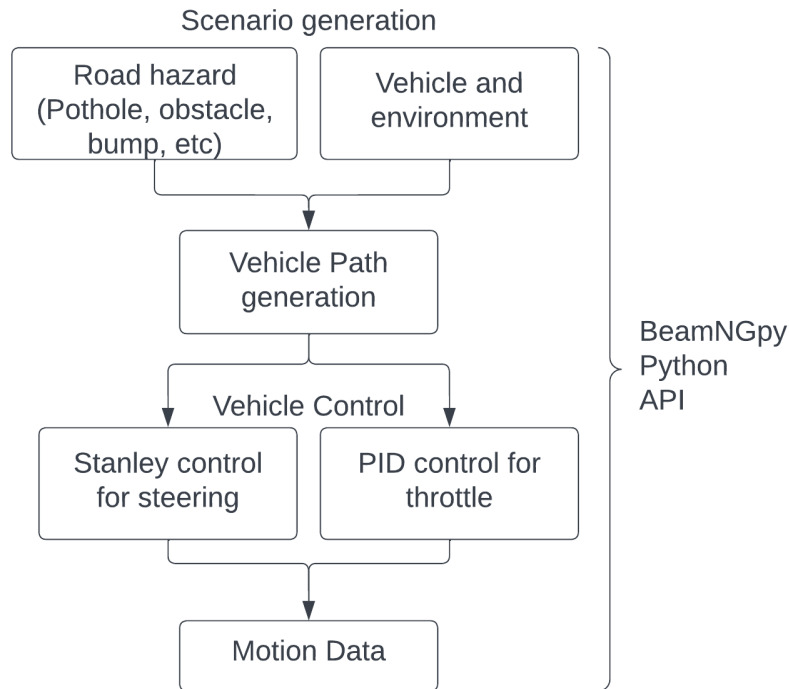 Scenario generation
Road hazard
(Pothole, obstacle,
bump, etc)
Vehicle and
environment
Vehicle Path
generation
BeamNGpy
Python
API
Vehicle Control
Stanley control
for steering
PID control for
throttle
Motion Data